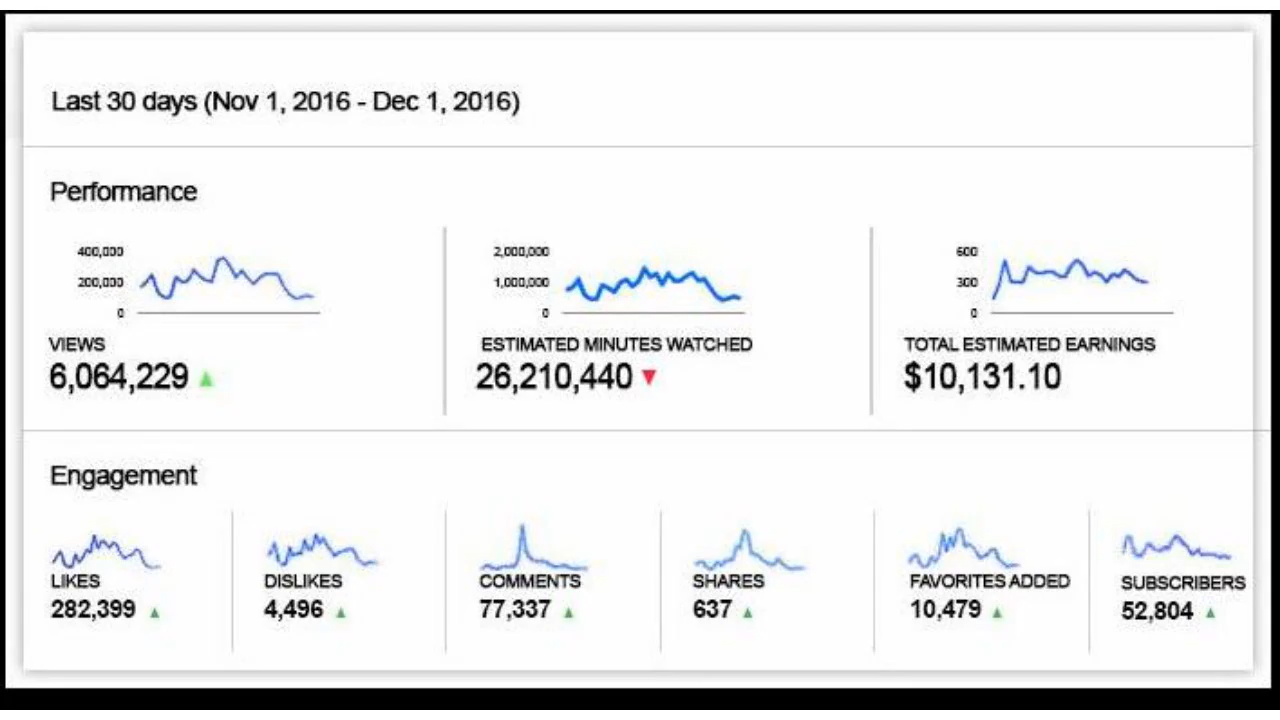 Last 30 days (Nov 1, 2016 - Dec 1, 2016)
Performance
400,000
200,000
0
VIEWS
6,064,229
2,000,000
1,000,000
0
ESTIMATED MINUTES WATCHED
26,210,440
600
300
0
TOTAL ESTIMATED EARNINGS
$10,131.10
Engagement
LIKES
282,399
DISLIKES
4,496
COMMENTS
77,337
SHARES
637
FAVORITES ADDED
10,479
SUBSCRIBERS
52,804